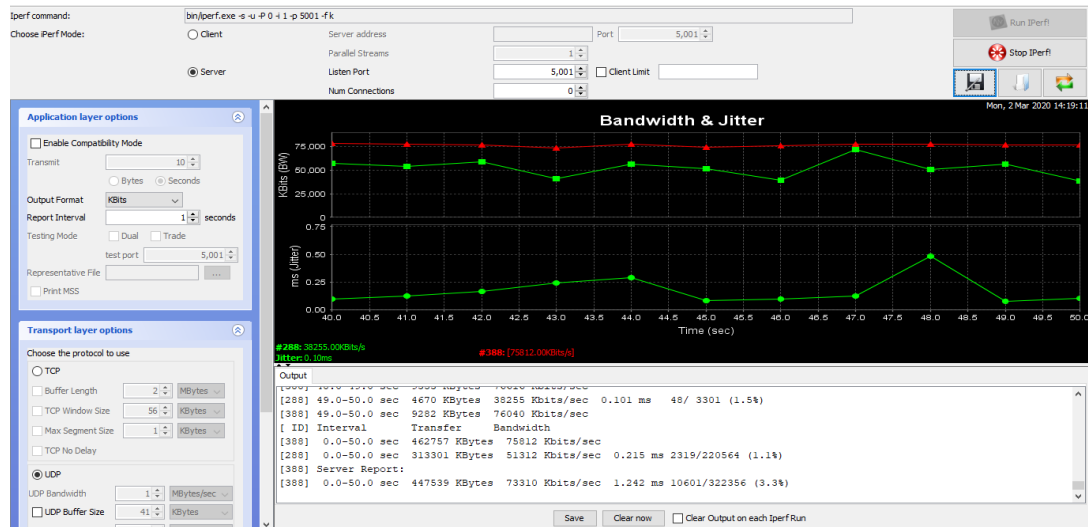 Iperf command: bin/iperf.exe -s -u -P 0 -i 1 -p 5001 -f k
Run IPerf!
Choose iPerf Mode: Client Server address Port 5,001
Parallel Streams 1
Stop IPerf!
Server Listen Port 5,001 Client Limit
Num Connections 0
Mon, 2 Mar 2020 14:19:11
Application layer options
Enable Compatibility Mode
Transmit 10
Bytes Seconds
Output Format KBits
Report Interval 1 seconds
Testing Mode Dual Trade
test port 5,001
Representative File ...
Print MSS
Transport layer options
Choose the protocol to use
TCP
Buffer Length 2 MBytes
TCP Window Size 56 KBytes
Max Segment Size 1 KBytes
TCP No Delay
UDP
UDP Bandwidth 1 MBytes/sec
UDP Buffer Size 41 KBytes
Bandwidth & Jitter
KBits (BW)
75,000
50,000
25,000
0
ms (Jitter)
0.75
0.50
0.25
0.00
40.0 40.5 41.0 41.5 42.0 42.5 43.0 43.5 44.0 44.5 45.0 45.5 46.0 46.5 47.0 47.5 48.0 48.5 49.0 49.5 50.0
Time (sec)
#288: 38255.00KBits/s
Jitter: 0.10ms
#388: [75812.00KBits/s]
Output
[288] 49.0-50.0 sec 4670 KBytes 38255 Kbits/sec 0.101 ms 48/ 3301 (1.5%)
[388] 49.0-50.0 sec 9282 KBytes 76040 Kbits/sec
[ ID] Interval Transfer Bandwidth
[388] 0.0-50.0 sec 462757 KBytes 75812 Kbits/sec
[288] 0.0-50.0 sec 313301 KBytes 51312 Kbits/sec 0.215 ms 2319/220564 (1.1%)
[388] Server Report:
[388] 0.0-50.0 sec 447539 KBytes 73310 Kbits/sec 1.242 ms 10601/322356 (3.3%)
Save Clear now Clear Output on each Iperf Run